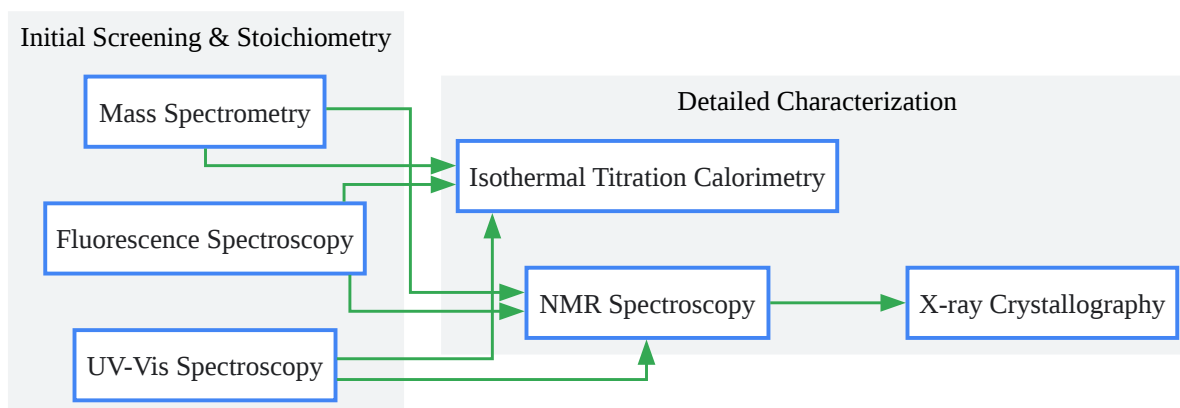 Initial Screening & Stoichiometry
Mass Spectrometry
Fluorescence Spectroscopy
UV-Vis Spectroscopy
Detailed Characterization
Isothermal Titration Calorimetry
NMR Spectroscopy
X-ray Crystallography